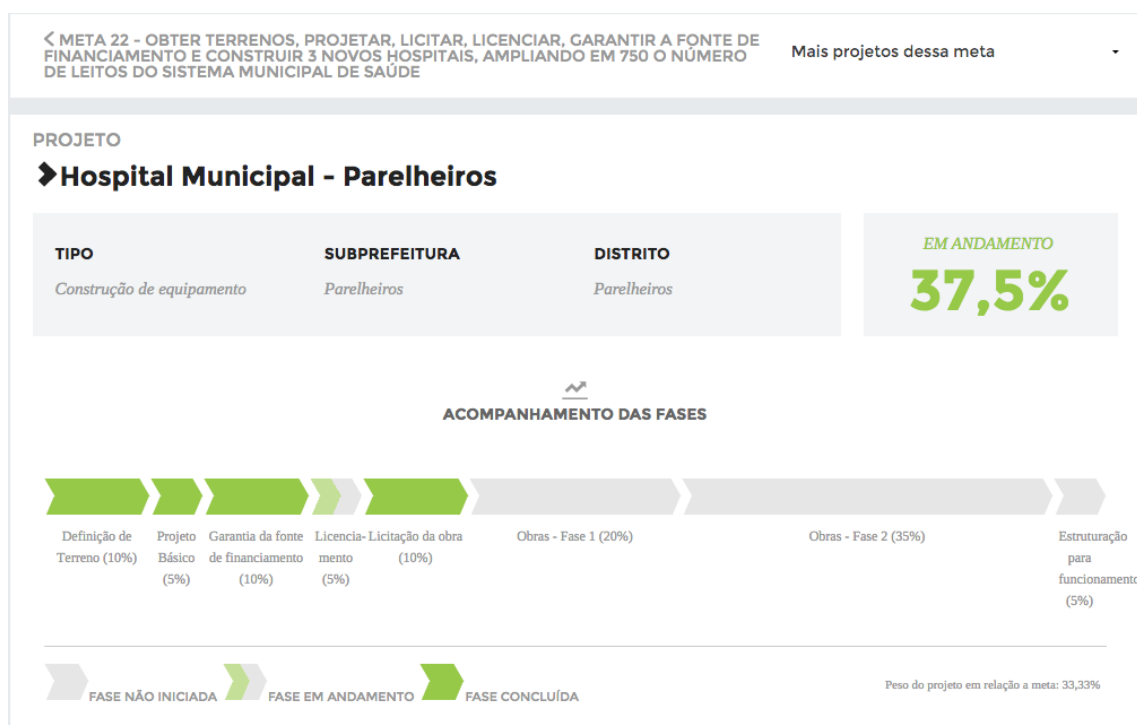 META 22 - OBTER TERRENOS, PROJETAR, LICITAR, LICENCIAR, GARANTIR A FONTE DE
FINANCIAMENTO E CONSTRUIR 3 NOVOS HOSPITAIS, AMPLIANDO EM 750 O NÚMERO
DE LEITOS DO SISTEMA MUNICIPAL DE SAÚDE
Mais projetos dessa meta
PROJETO
Hospital Municipal - Parelheiros
TIPO
Construção de equipamento
SUBPREFEITURA
Parelheiros
DISTRITO
Parelheiros
EM ANDAMENTO
37,5%
ACOMPANHAMENTO DAS FASES
Definição de
Terreno (10%)
Projeto
Básico
(5%)
Garantia da fonte
de financiamento
(10%)
Licencia-
mento
(5%)
Licitação da obra
(10%)
Obras - Fase 1 (20%)
Obras - Fase 2 (35%)
Estruturação
para
funcionamento
(5%)
FASE NÃO INICIADA
FASE EM ANDAMENTO
FASE CONCLUÍDA
Peso do projeto em relação a meta: 33,33%